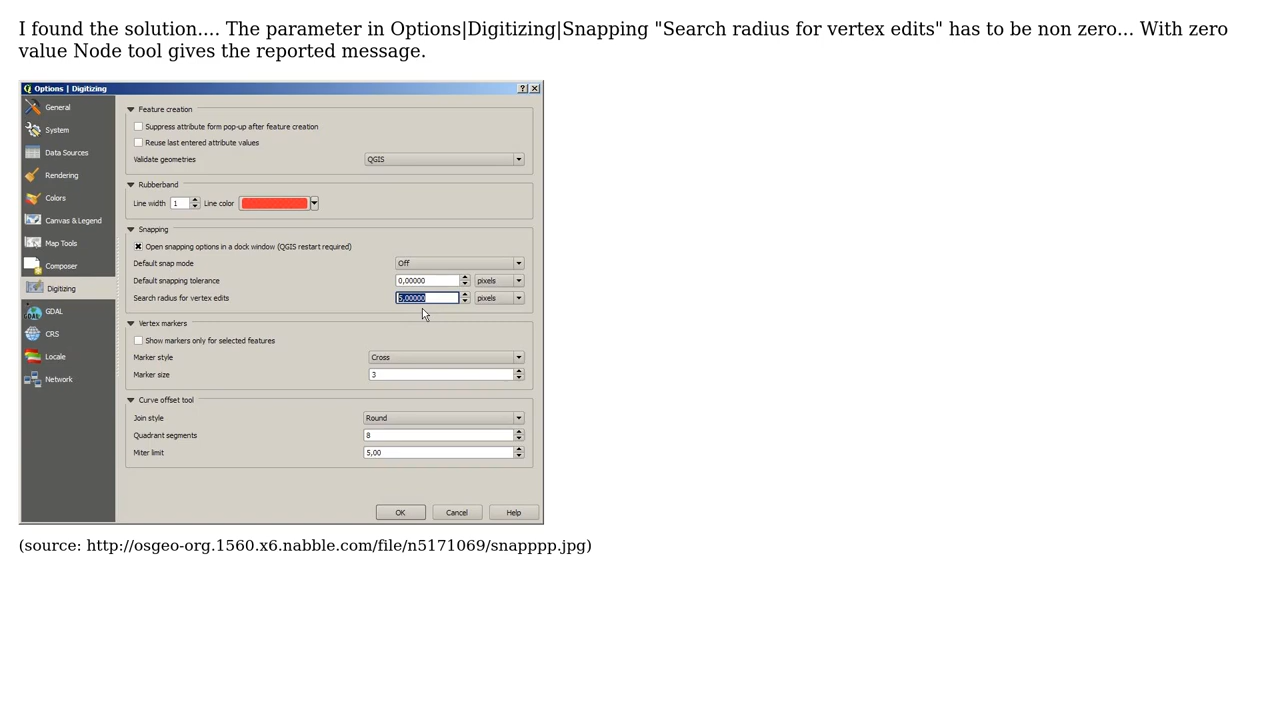 I found the solution.... The parameter in Options|Digitizing|Snapping "Search radius for vertex edits" has to be non zero... With zero
value Node tool gives the reported message.
Options | Digitizing
General
System
Data Sources
Rendering
Colors
Canvas & Legend
Map Tools
Composer
Digitizing
GDAL
CRS
Locale
Network
Feature creation
Suppress attribute form pop-up after feature creation
Reuse last entered attribute values
Validate geometries QGIS
Rubberband
Line width 1 Line color
Snapping
Open snapping options in a dock window (QGIS restart required)
Default snap mode Off
Default snapping tolerance 0,00000 pixels
Search radius for vertex edits 5,00000 pixels
Vertex markers
Show markers only for selected features
Marker style Cross
Marker size 3
Curve offset tool
Join style Round
Quadrant segments 8
Miter limit 5,00
OK Cancel Help
(source: http://osgeo-org.1560.x6.nabble.com/file/n5171069/snapppp.jpg)